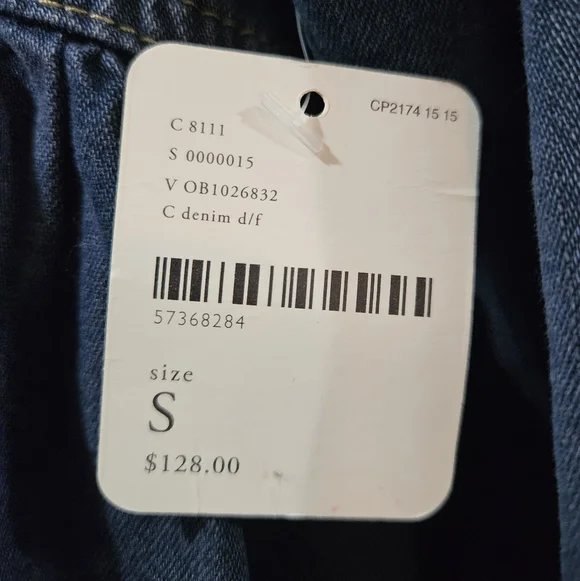 CP2174 15 15
C 8111
S 0000015
V OB1026832
C denim d/f
57368284
size
S
$128.00